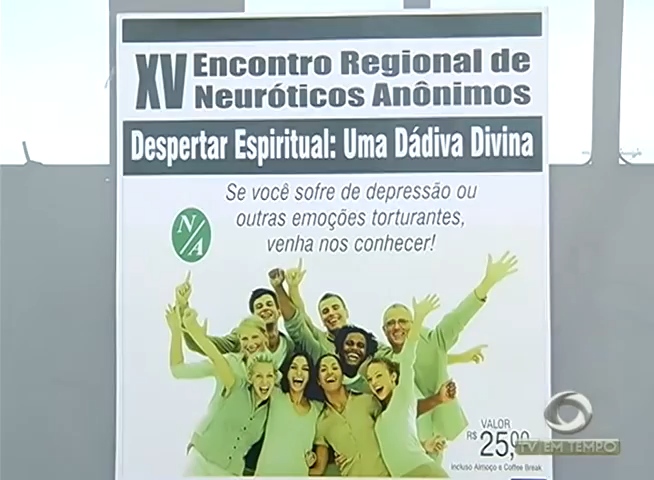 XV Encontro Regional de
Neuróticos Anônimos
Despertar Espiritual: Uma Dádiva Divina
Se você sofre de depressão ou
outras emoções torturantes,
venha nos conhecer!
N/A
VALOR
R$ 25,00
Incluso Almoço e Coffee Break
TV EM TEMPO